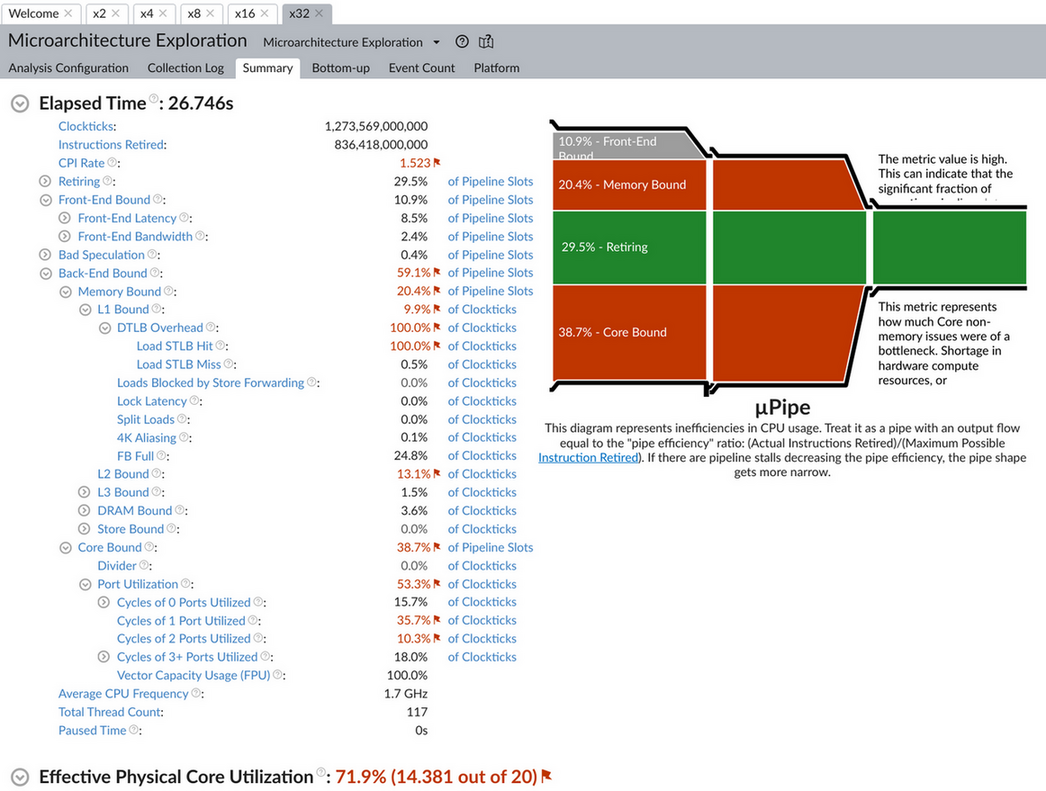 Welcome x2 x4 x8 x16 x32
Microarchitecture Exploration Microarchitecture Exploration
Analysis Configuration Collection Log Summary Bottom-up Event Count Platform
Elapsed Time: 26.746s
Clockticks: 1,273,569,000,000
Instructions Retired: 836,418,000,000
CPI Rate: 1.523
Retiring: 29.5% of Pipeline Slots
Front-End Bound: 10.9% of Pipeline Slots
Front-End Latency: 8.5% of Pipeline Slots
Front-End Bandwidth: 2.4% of Pipeline Slots
Bad Speculation: 0.4% of Pipeline Slots
Back-End Bound: 59.1% of Pipeline Slots
Memory Bound: 20.4% of Pipeline Slots
L1 Bound: 9.9% of Clockticks
DTLB Overhead: 100.0% of Clockticks
Load STLB Hit: 100.0% of Clockticks
Load STLB Miss: 0.5% of Clockticks
Loads Blocked by Store Forwarding: 0.0% of Clockticks
Lock Latency: 0.0% of Clockticks
Split Loads: 0.0% of Clockticks
4K Aliasing: 0.1% of Clockticks
FB Full: 24.8% of Clockticks
L2 Bound: 13.1% of Clockticks
L3 Bound: 1.5% of Clockticks
DRAM Bound: 3.6% of Clockticks
Store Bound: 0.0% of Clockticks
Core Bound: 38.7% of Pipeline Slots
Divider: 0.0% of Clockticks
Port Utilization: 53.3% of Clockticks
Cycles of 0 Ports Utilized: 15.7% of Clockticks
Cycles of 1 Port Utilized: 35.7% of Clockticks
Cycles of 2 Ports Utilized: 10.3% of Clockticks
Cycles of 3+ Ports Utilized: 18.0% of Clockticks
Vector Capacity Usage (FPU): 100.0%
Average CPU Frequency: 1.7 GHz
Total Thread Count: 117
Paused Time: 0s
10.9% - Front-End
Bound
20.4% - Memory Bound
29.5% - Retiring
38.7% - Core Bound
The metric value is high.
This can indicate that the
significant fraction of
This metric represents
how much Core non-
memory issues were of a
bottleneck. Shortage in
hardware compute
resources, or
µPipe
This diagram represents inefficiencies in CPU usage. Treat it as a pipe with an output flow
equal to the "pipe efficiency" ratio: (Actual Instructions Retired)/(Maximum Possible
Instruction Retired). If there are pipeline stalls decreasing the pipe efficiency, the pipe shape
gets more narrow.
Effective Physical Core Utilization: 71.9% (14.381 out of 20)